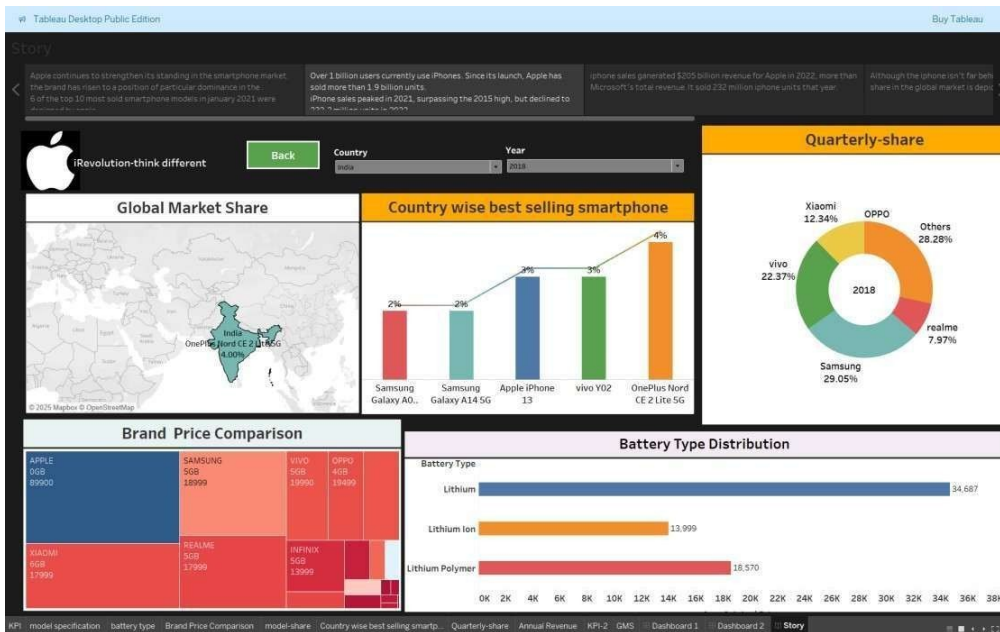 Tableau Desktop Public Edition
Buy Tableau
Story
Apple continues to strengthen its standing in the smartphone market.
the brand has risen to a position of particular dominance in the
6 of the top 10 most sold smartphone models in january 2021 were
Over 1 billion users currently use iPhones. Since its launch, Apple has
sold more than 1.9 billion units.
iPhone sales peaked in 2021, surpassing the 2015 high, but declined to
iphone sales generated $205 billion revenue for Apple in 2022, more than
Microsoft's total revenue. It sold 232 million iphone units that year.
Although the iphone isn't far beh
share in the global market is depic
iRevolution-think different
Back
Country
India
Year
2018
Quarterly-share
Xiaomi
12.34%
OPPO
Others
28.28%
vivo
22.37%
2018
realme
7.97%
Samsung
29.05%
Global Market Share
India
OnePlus Nord CE 2 Lite 5G
4.00%
© 2025 Mapbox © OpenStreetMap
Country wise best selling smartphone
2%
2%
3%
3%
4%
Samsung
Galaxy A0..
Samsung
Galaxy A14 5G
Apple iPhone
13
vivo Y02
OnePlus Nord
CE 2 Lite 5G
Brand Price Comparison
APPLE
0GB
89900
SAMSUNG
5GB
18999
VIVO
5GB
19990
OPPO
4GB
19499
XIAOMI
6GB
17999
REALME
5GB
17999
INFINIX
5GB
13999
Battery Type Distribution
Battery Type
Lithium
34,687
Lithium Ion
13,999
Lithium Polymer
18,570
0K 2K 4K 6K 8K 10K 12K 14K 16K 18K 20K 22K 24K 26K 28K 30K 32K 34K 36K 38K
KPI model specification battery type Brand Price Comparison model-share Country wise best selling smartp... Quarterly-share Annual Revenue KPI-2 GMS Dashboard 1 Dashboard 2 Story